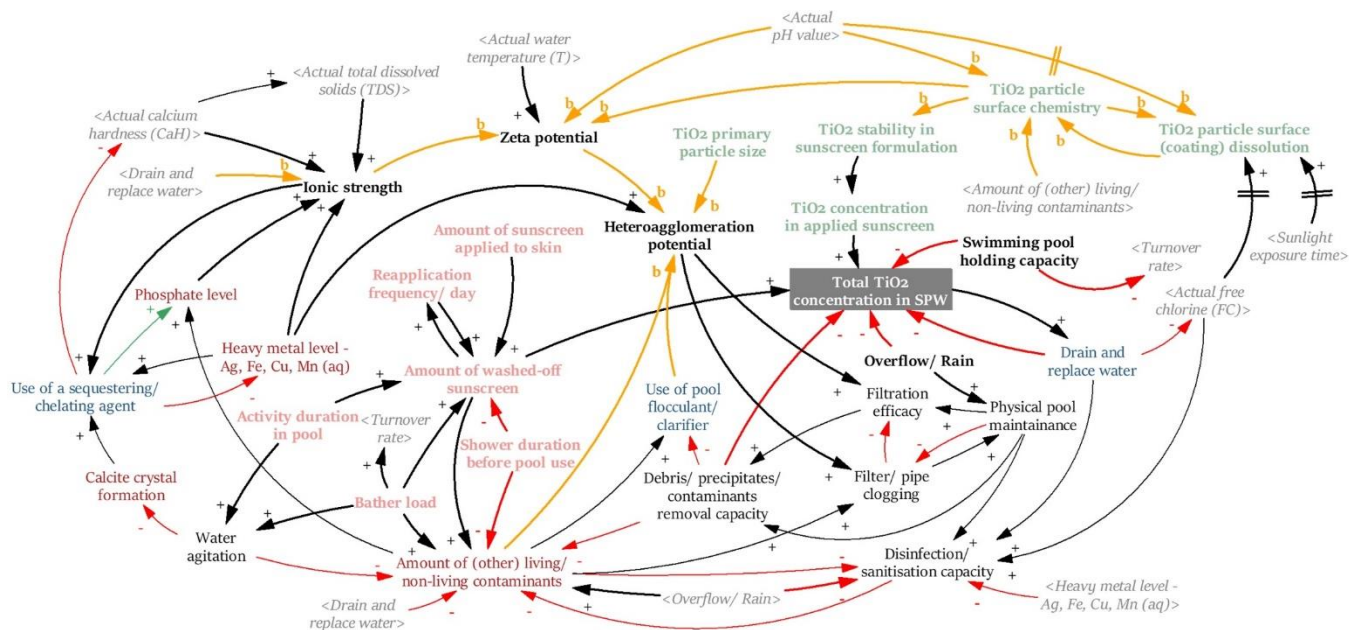 <Actual
pH value>
<Actual water
temperature (T)>
<Actual total dissolved
solids (TDS)>
<Actual calcium
hardness (CaH)>
<Drain and
replace water>
Ionic strength
Zeta potential
TiO2 primary
particle size
TiO2 stability in
sunscreen formulation
TiO2 particle
surface chemistry
TiO2 particle surface
(coating) dissolution
<Amount of (other) living/
non-living contaminants>
<Sunlight
exposure time>
TiO2 concentration
in applied sunscreen
Heteroagglomeration
potential
Amount of sunscreen
applied to skin
Reapplication
frequency/ day
Swimming pool
holding capacity
<Turnover
rate>
<Actual free
chlorine (FC)>
Total TiO2
concentration in SPW
Phosphate level
Heavy metal level -
Ag, Fe, Cu, Mn (aq)
Use of a sequestering/
chelating agent
Amount of washed-off
sunscreen
Overflow/ Rain
Drain and
replace water
Activity duration
in pool
<Turnover
rate>
Shower duration
before pool use
Use of pool
flocculant/
clarifier
Filtration
efficacy
Physical pool
maintainance
Calcite crystal
formation
Bather load
Debris/ precipitates/
contaminants
removal capacity
Filter/ pipe
clogging
Water
agitation
Amount of (other) living/
non-living contaminants
Disinfection/
sanitisation capacity
<Drain and
replace water>
<Overflow/ Rain>
<Heavy metal level -
Ag, Fe, Cu, Mn (aq)>
b
b
b
b
b
b
b
b
b
b
b
b
b